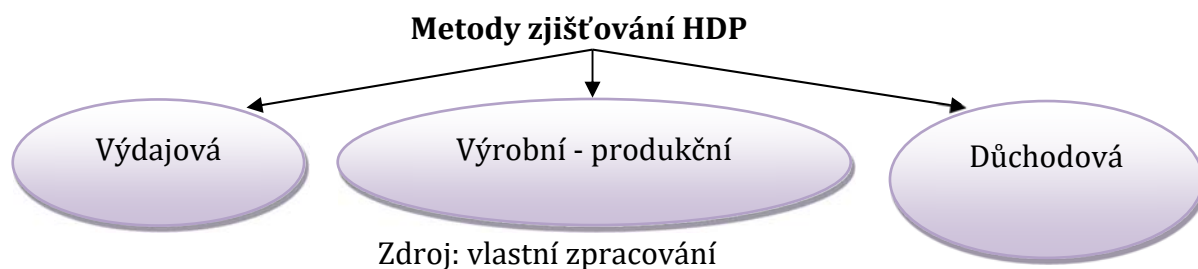 Metody zjišťování HDP
Výdajová
Výrobní - produkční
Důchodová
Zdroj: vlastní zpracování